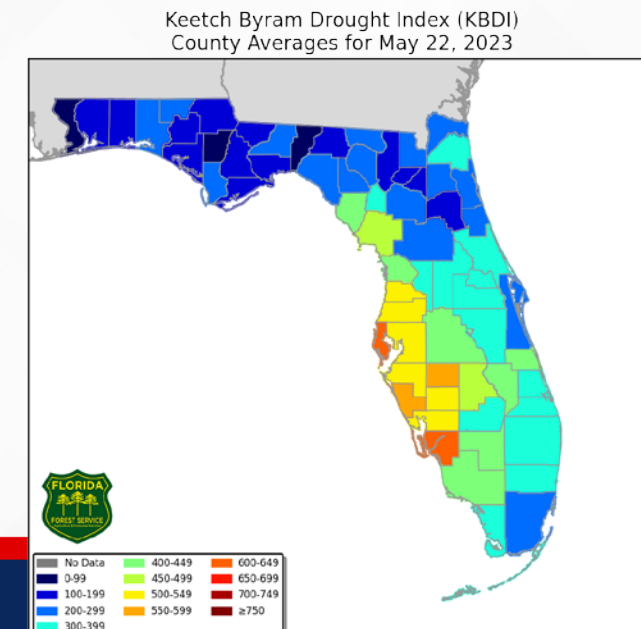 Keetch Byram Drought Index (KBDI)
County Averages for May 22, 2023
FLORIDA
FOREST SERVICE
No Data
0-99
100-199
200-299
300-399
400-449
450-499
500-549
550-599
600-649
650-699
700-749
≥750